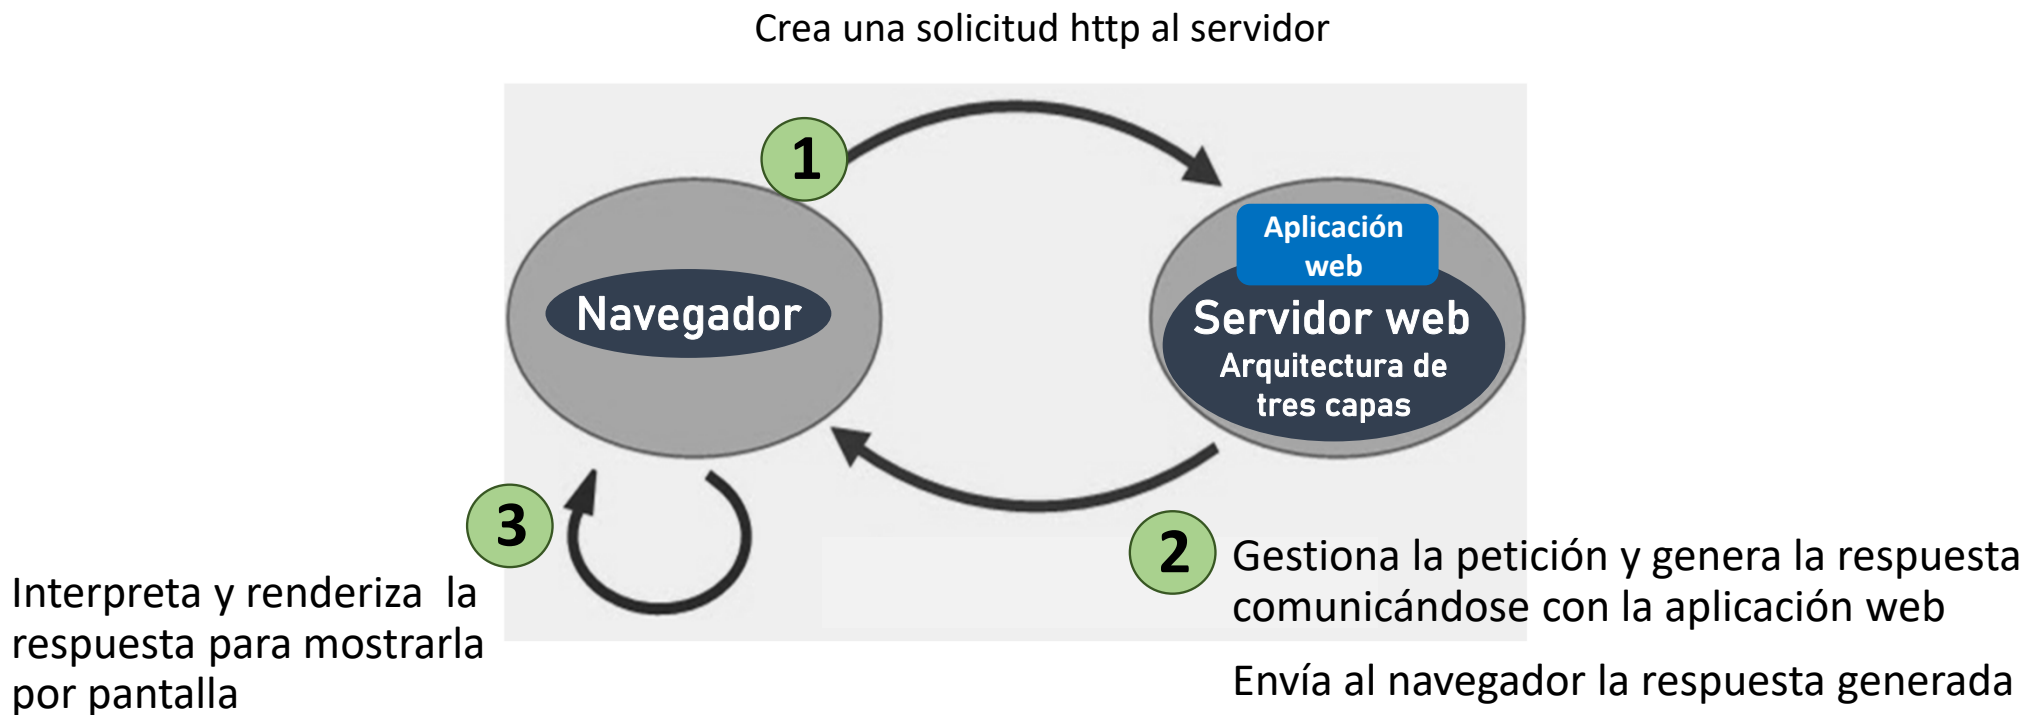 Crea una solicitud http al servidor
1
Aplicación
web
Navegador
Servidor web
Arquitectura de
tres capas
3
2
Gestiona la petición y genera la respuesta
comunicándose con la aplicación web
Envía al navegador la respuesta generada
Interpreta y renderiza la
respuesta para mostrarla
por pantalla